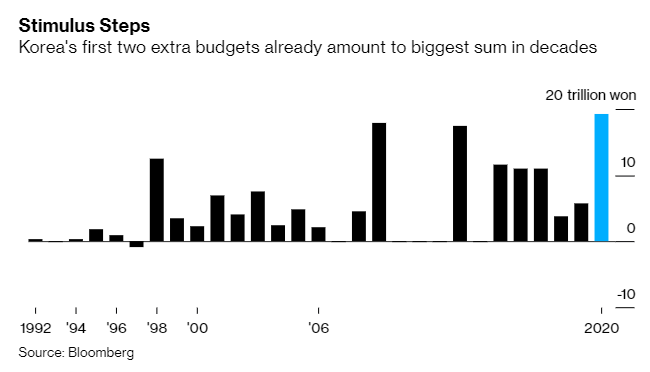 Stimulus Steps
Korea's first two extra budgets already amount to biggest sum in decades
20 trillion won
10
0
-10
1992 '94 '96 '98 '00 '06 2020
Source: Bloomberg